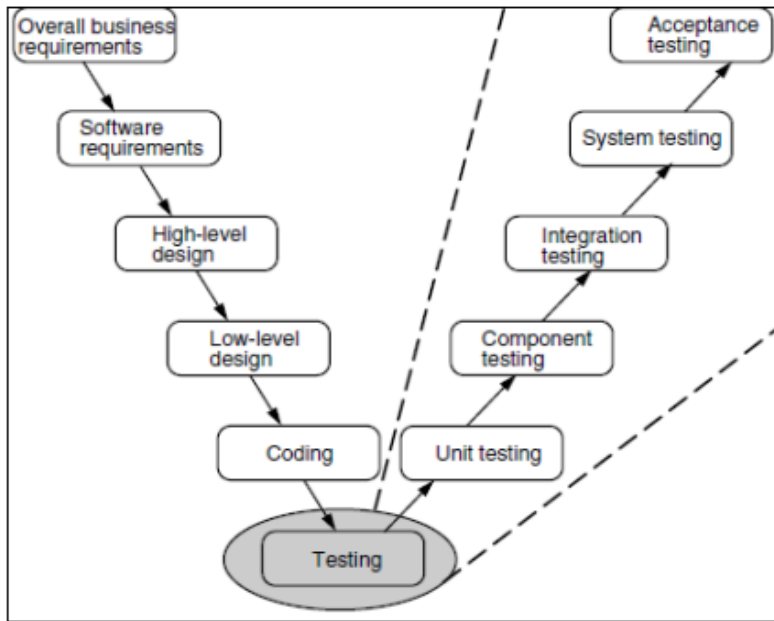 Overall business
requirements
Acceptance
testing
Software
requirements
System testing
High-level
design
Integration
testing
Low-level
design
Component
testing
Coding
Unit testing
Testing